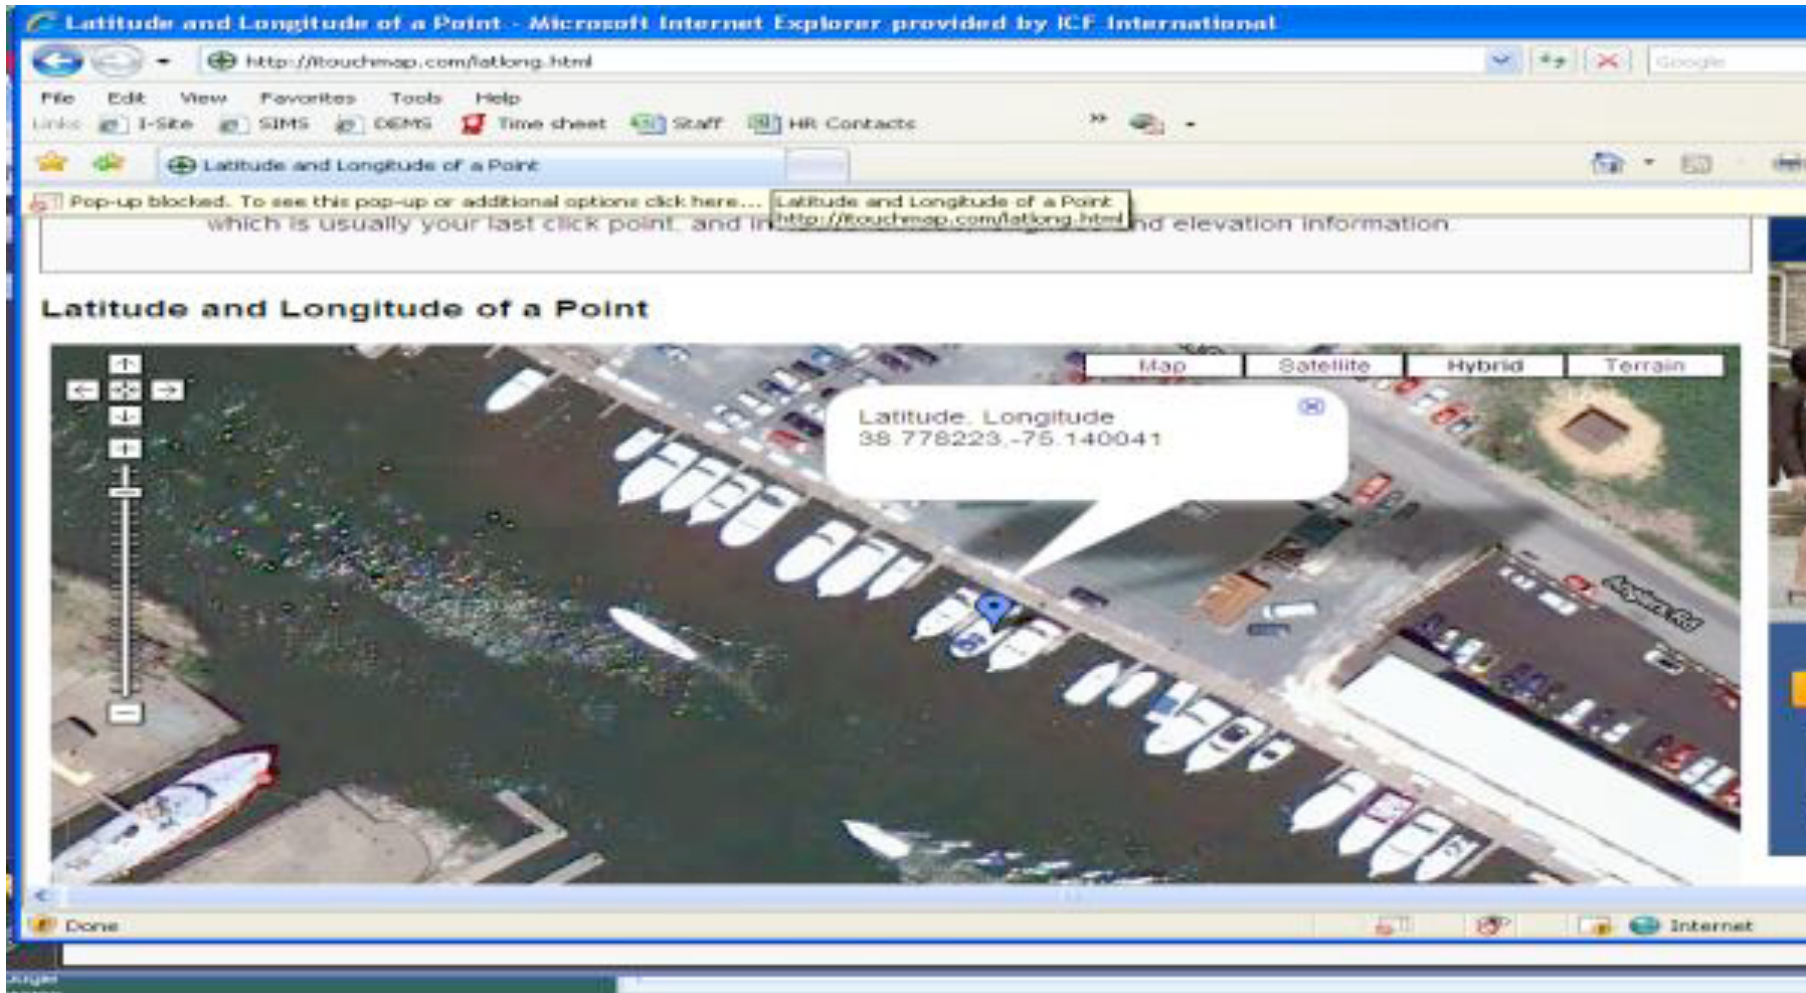 Latitude and Longitude of a Point - Microsoft Internet Explorer provided by ICF International
http://itouchmap.com/latlong.html
Google
File Edit View Favorites Tools Help
Links I-Site SIMS DEMS Time sheet Staff HR Contacts »
Latitude and Longitude of a Point
Pop-up blocked. To see this pop-up or additional options click here...
Latitude and Longitude of a Point
http://itouchmap.com/latlong.html
which is usually your last click point, and in nd elevation information.
Latitude and Longitude of a Point
Map Satellite Hybrid Terrain
Latitude, Longitude
38.778223,-75.140041
Anglers Rd
Done Internet